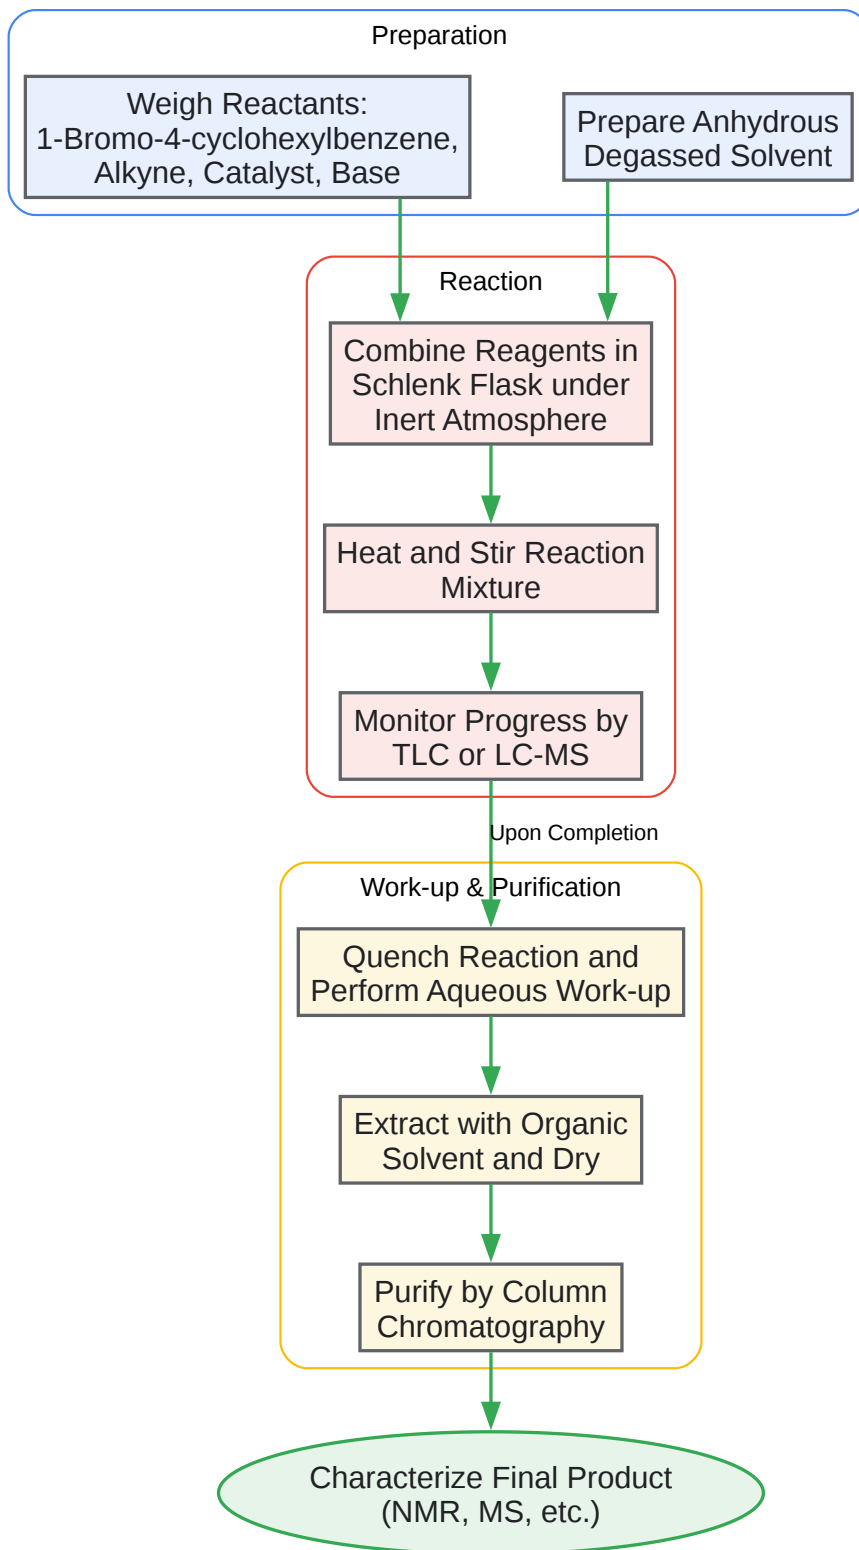 Preparation
Weigh Reactants:
1-Bromo-4-cyclohexylbenzene,
Alkyne, Catalyst, Base
Prepare Anhydrous
Degassed Solvent
Reaction
Combine Reagents in
Schlenk Flask under
Inert Atmosphere
Heat and Stir Reaction
Mixture
Monitor Progress by
TLC or LC-MS
Upon Completion
Work-up & Purification
Quench Reaction and
Perform Aqueous Work-up
Extract with Organic
Solvent and Dry
Purify by Column
Chromatography
Characterize Final Product
(NMR, MS, etc.)